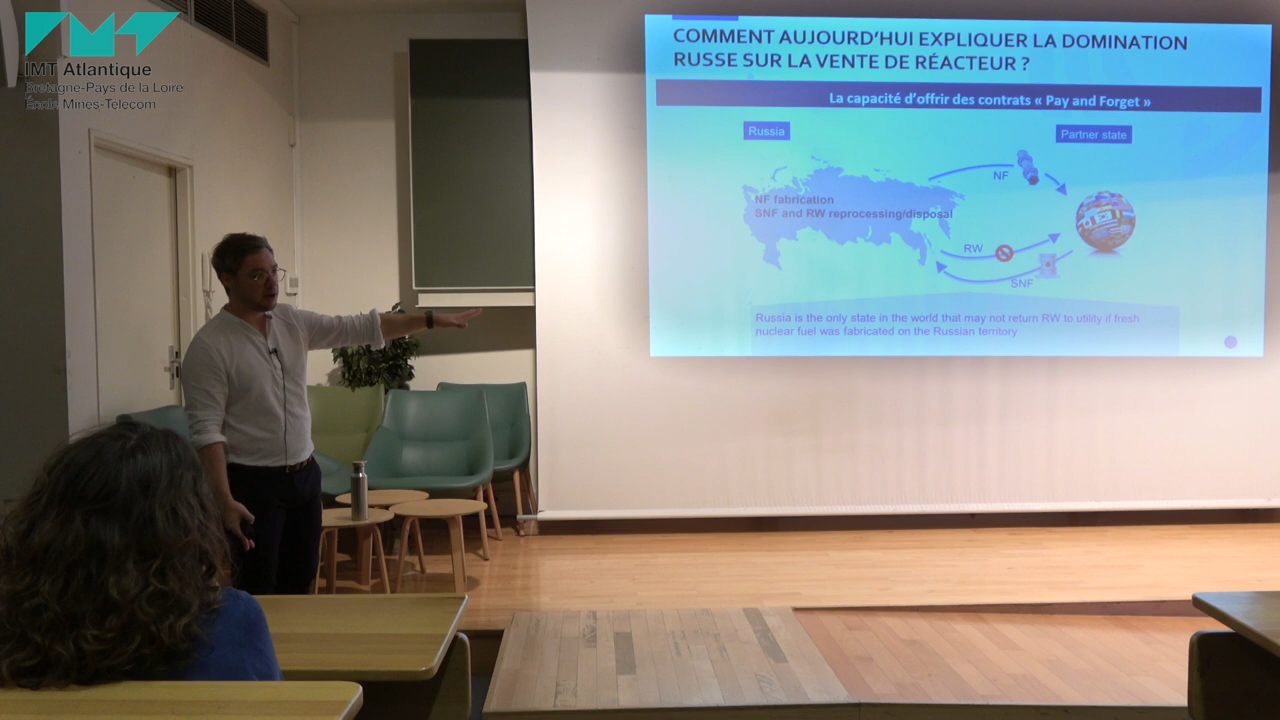 IMT Atlantique
Bretagne-Pays de la Loire
École Mines-Telecom
COMMENT AUJOURD'HUI EXPLIQUER LA DOMINATION
RUSSE SUR LA VENTE DE RÉACTEUR ?
La capacité d'offrir des contrats « Pay and Forget »
Russia
Partner state
NF
NF fabrication
SNF and RW reprocessing/disposal
RW
SNF
Russia is the only state in the world that may not return RW to utility if fresh
nuclear fuel was fabricated on the Russian territory